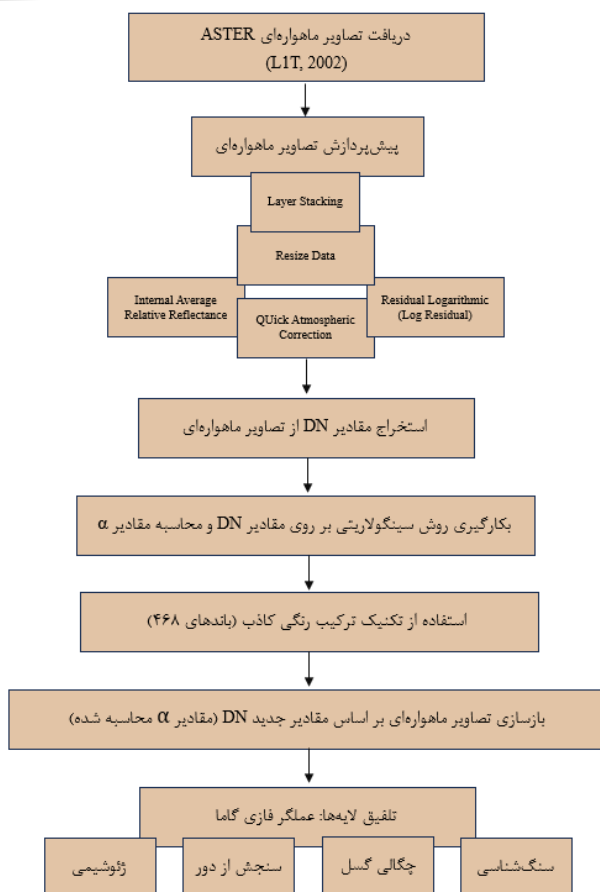 دریافت تصاویر ماهواره‌ای ASTER
(L1T, 2002)
پیش‌پردازش تصاویر ماهواره‌ای
Layer Stacking
Resize Data
Internal Average
Relative Reflectance
QUick Atmospheric
Correction
Residual Logarithmic
(Log Residual)
استخراج مقادیر DN از تصاویر ماهواره‌ای
بکارگیری روش سینگولاریتی بر روی مقادیر DN و محاسبه مقادیر α
استفاده از تکنیک ترکیب رنگی کاذب (باندهای ۴۶۸)
بازسازی تصاویر ماهواره‌ای بر اساس مقادیر جدید DN (مقادیر α محاسبه شده)
تلفیق لایه‌ها: عملگر فازی گاما
سنگ‌شناسی
چگالی گسل
سنجش از دور
ژئوشیمی